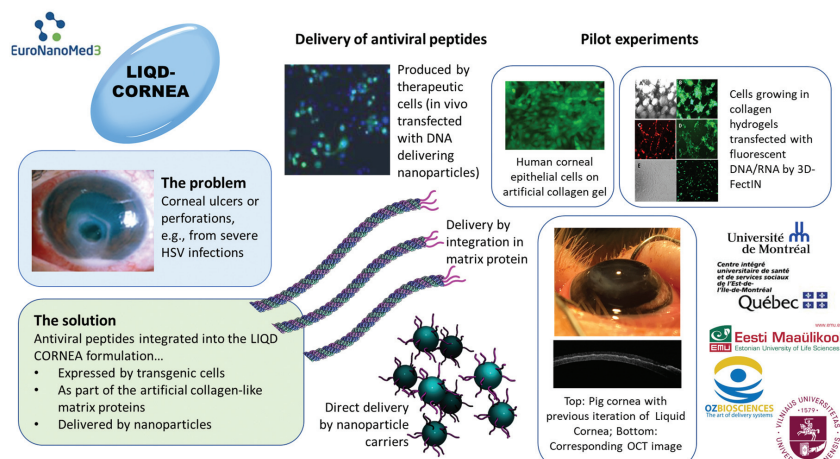 EuroNanoMed3
LIQD-
CORNEA
The problem
Corneal ulcers or
perforations,
e.g., from severe
HSV infections
The solution
Antiviral peptides integrated into the LIQD
CORNEA formulation…
• Expressed by transgenic cells
• As part of the artificial collagen-like
matrix proteins
• Delivered by nanoparticles
Delivery of antiviral peptides
Produced by
therapeutic
cells (in vivo
transfected
with DNA
delivering
nanoparticles)
Delivery by
integration in
matrix protein
Direct delivery
by nanoparticle
carriers
Pilot experiments
Human corneal
epithelial cells on
artificial collagen gel
C
D
E
Cells growing in
collagen
hydrogels
transfected with
fluorescent
DNA/RNA by 3D-
FectIN
Top: Pig cornea with
previous iteration of Liquid
Cornea; Bottom:
Corresponding OCT image
Université
de Montréal
Centre intégré
universitaire de santé
et de services sociaux
de l'Est-de-
l'Île-de-Montréal
Québec
www.emu.ee
EMU
Eesti Maaülikool
Estonian University of Life Sciences
OZBIOSCIENCES
The art of delivery systems
VILNIUS UNIVERSITY
1579